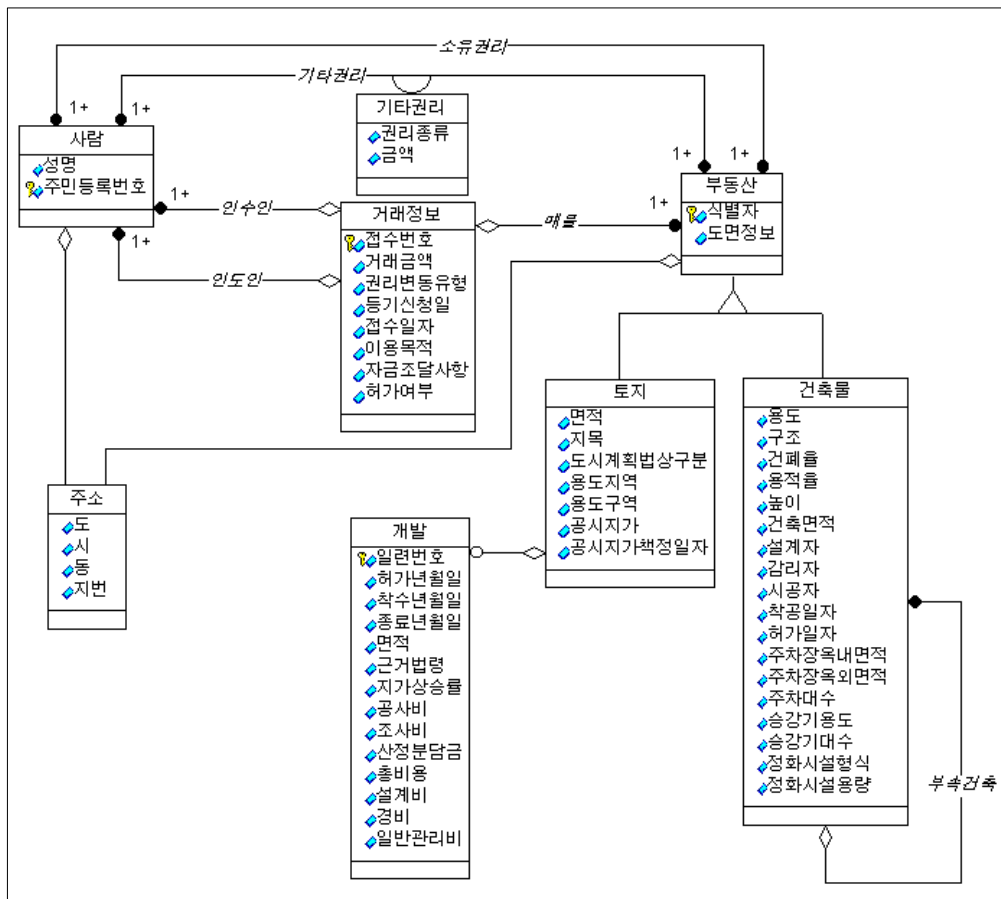 소유권리
기타권리
1+
1+
기타권리
권리종류
금액
사람
성명
주민등록번호
1+
1+
부동산
식별자
도면정보
1+
인수인
1+
인도인
거래정보
접수번호
거래금액
권리변동유형
등기신청일
접수일자
이용목적
자금조달사항
허가여부
매물
1+
토지
면적
지목
도시계획법상구분
용도지역
용도구역
공시지가
공시지가책정일자
건축물
용도
구조
건폐율
용적율
높이
건축면적
설계자
감리자
시공자
착공일자
허가일자
주차장옥내면적
주차장옥외면적
주차대수
승강기용도
승강기대수
정화시설형식
정화시설용량
부속건축
주소
도
시
동
지번
개발
일련번호
허가년월일
착수년월일
종료년월일
면적
근거법령
지가상승률
공사비
조사비
산정분담금
총비용
설계비
경비
일반관리비